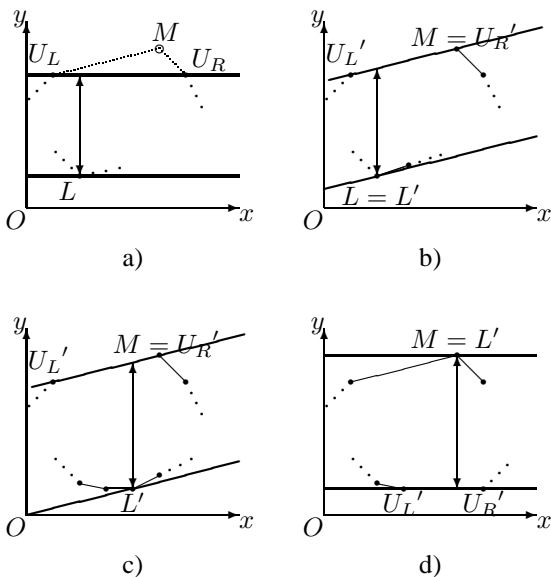 y
M
U_L
U_R
L
O
x
a)
y
U_L'
M = U_R'
L = L'
O
x
b)
y
M = U_R'
U_L'
L'
O
x
c)
y
M = L'
U_L'
U_R'
O
x
d)